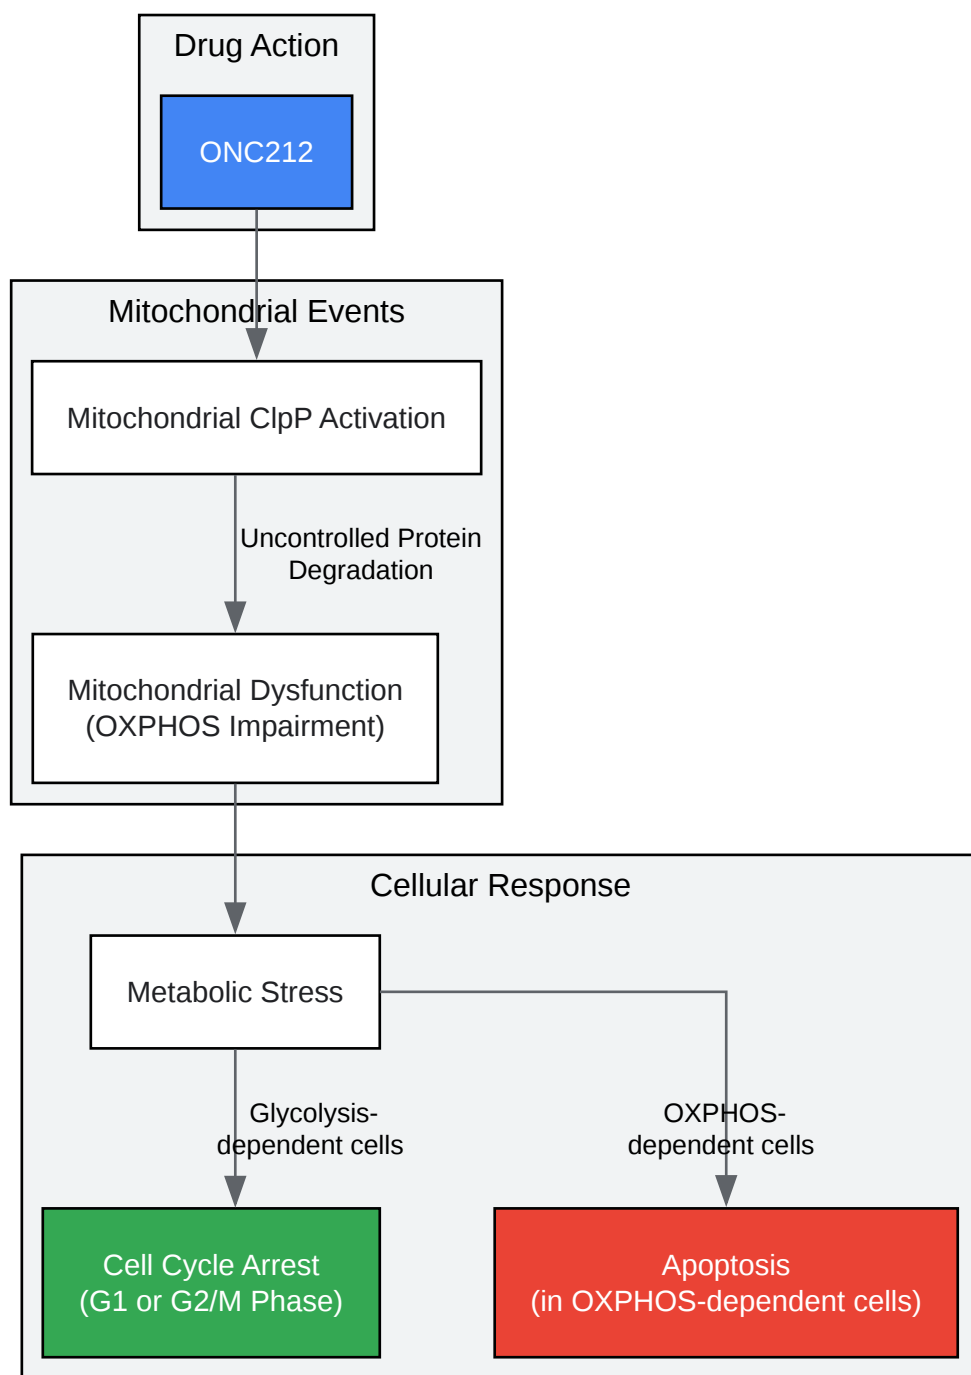 Drug Action
ONC212
Mitochondrial Events
Mitochondrial ClpP Activation
Uncontrolled Protein
Degradation
Mitochondrial Dysfunction
(OXPHOS Impairment)
Cellular Response
Metabolic Stress
Glycolysis-
dependent cells
OXPHOS-
dependent cells
Cell Cycle Arrest
(G1 or G2/M Phase)
Apoptosis
(in OXPHOS-dependent cells)